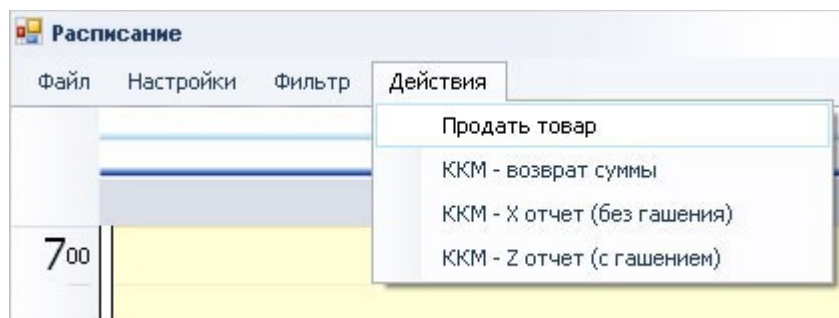 Расписание
Файл Настройки Фильтр Действия
Продать товар
ККМ - возврат суммы
ККМ - X отчет (без гашения)
ККМ - Z отчет (с гашением)
7 00